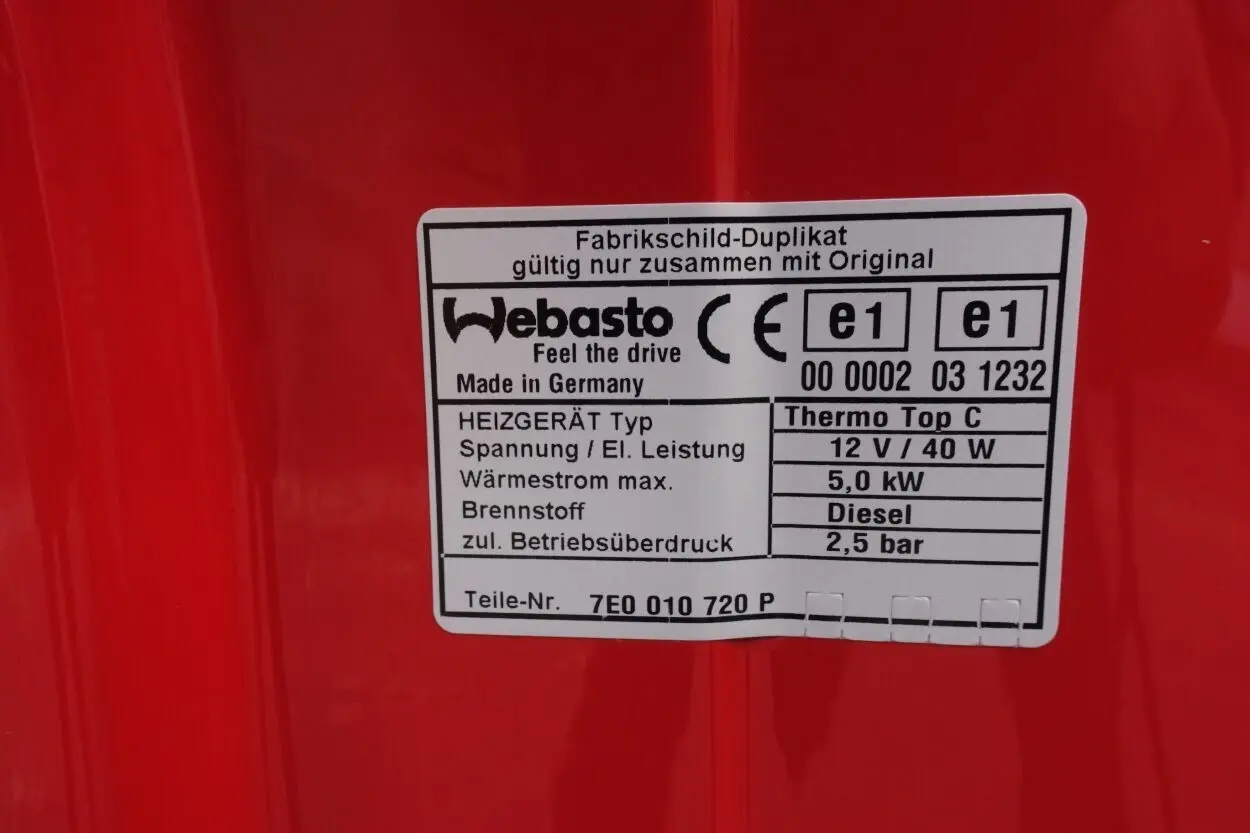 Fabrikschild-Duplikat
gültig nur zusammen mit Original
Webasto CE e1 e1
Feel the drive
Made in Germany 00 0002 03 1232
HEIZGERÄT Typ Thermo Top C
Spannung / El. Leistung 12 V / 40 W
Wärmestrom max. 5,0 kW
Brennstoff Diesel
zul. Betriebsüberdruck 2,5 bar
Teile-Nr. 7E0 010 720 P